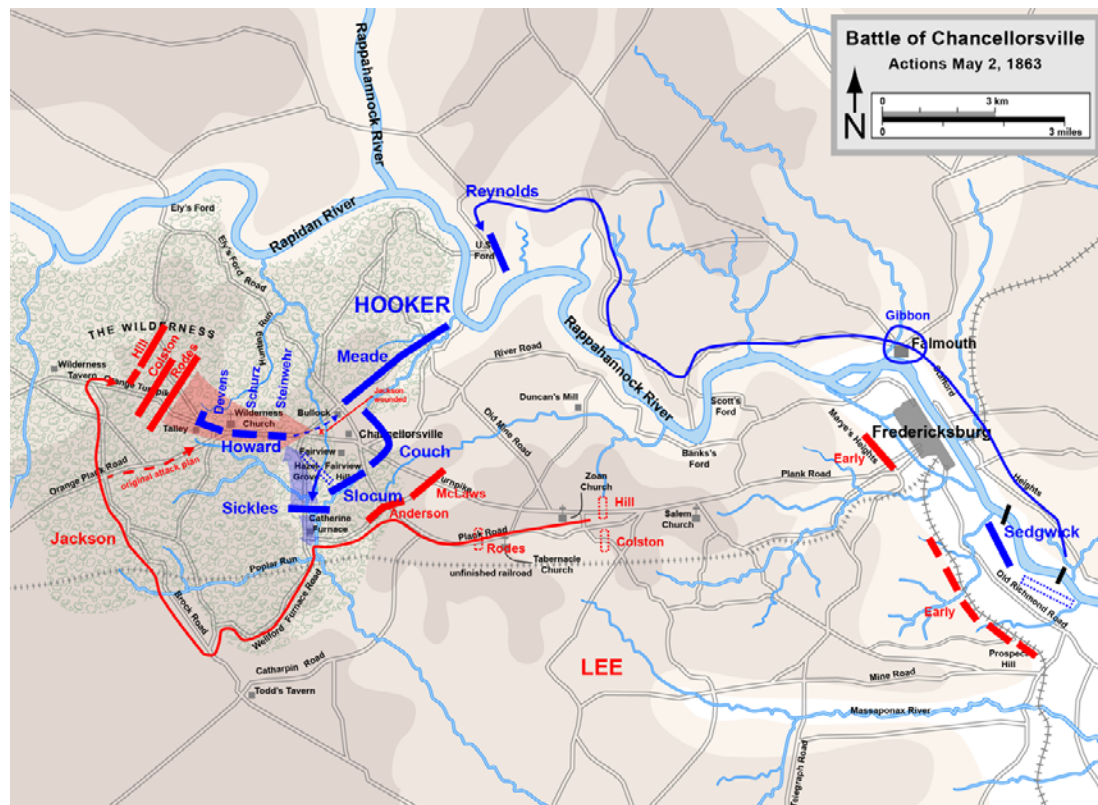 Battle of Chancellorsville
Actions May 2, 1863
N
0
3 km
0
3 miles
Rappahannock River
Ely's Ford
Rapidan River
Reynolds
U.S. Ford
Ely's Ford Road
HOOKER
Gibbon
Falmouth
THE WILDERNESS
Hill
Colston
Rodes
Hunting Run
Meade
River Road
Rappahannock River
Wilderness
Tavern
Orange Turnpike
Devens
Schurz
Steinwehr
Jackson
wounded
Duncan's Mill
Scott's
Ford
Talley
Wilderness
Church
Bullock
Old Mine Road
Marye's Heights
Fredericksburg
Howard
Chancellorsville
Fairview
Couch
Banks's
Ford
Early
Plank Road
Orange Plank Road
original attack plan
Hazel
Grove
Fairview
Hill
Slocum
McLaws
Zoan
Church
Hill
Heights
Sickles
Catherine
Furnace
Anderson
Salem
Church
Sedgwick
Jackson
Plank Road
Rodes
Colston
Poplar Run
unfinished railroad
Tabernacle
Church
Old Richmond Road
Brock Road
Wellford Furnace Road
Early
Prospect
Hill
Catharpin Road
LEE
Mine Road
Todd's Tavern
Massaponax River
Telegraph Road